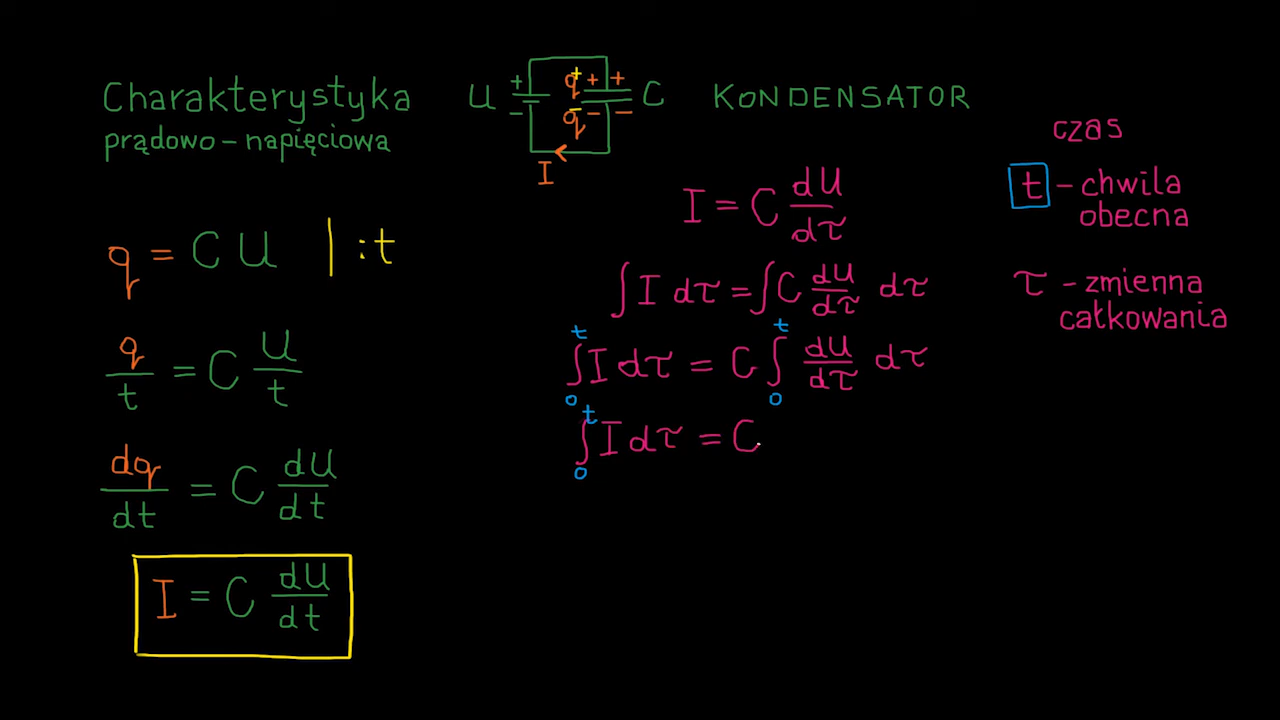 Charakterystyka
prądowo – napięciowa
U + − q + + + C
q − − −
I
KONDENSATOR
q = C U | :t
q/t = C U/t
dq/dt = C dU/dt
I = C dU/dt
I = C dU/dτ
∫ I dτ = ∫ C dU/dτ dτ
∫₀ᵗ I dτ = C ∫₀ᵗ dU/dτ dτ
∫₀ᵗ I dτ = C
czas
t – chwila
obecna
τ – zmienna
całkowania